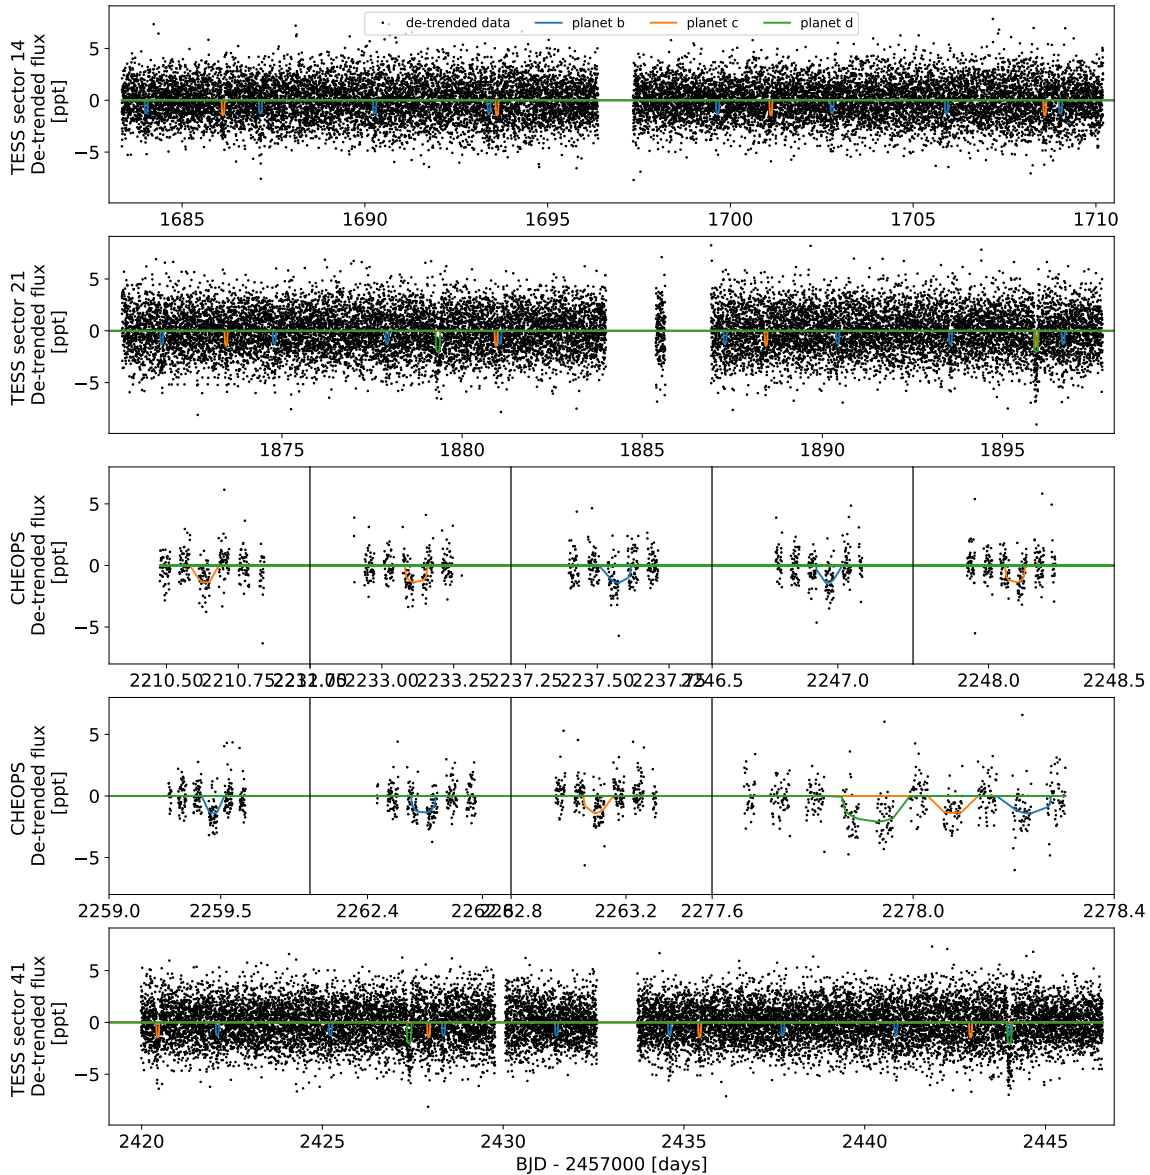 de-trended data planet b planet c planet d
TESS sector 14
De-trended flux
[ppt]
5
0
−5
1685 1690 1695 1700 1705 1710
TESS sector 21
De-trended flux
[ppt]
5
0
−5
1875 1880 1885 1890 1895
CHEOPS
De-trended flux
[ppt]
5
0
−5
2210.50 2210.75 2233.00 2233.25 2237.25 2237.50 2237.75 2246.5 2247.0 2248.0 2248.5
CHEOPS
De-trended flux
[ppt]
5
0
−5
2259.0 2259.5 2262.4 2262.8 2263.2 2277.6 2278.0 2278.4
TESS sector 41
De-trended flux
[ppt]
5
0
−5
2420 2425 2430 2435 2440 2445
BJD - 2457000 [days]